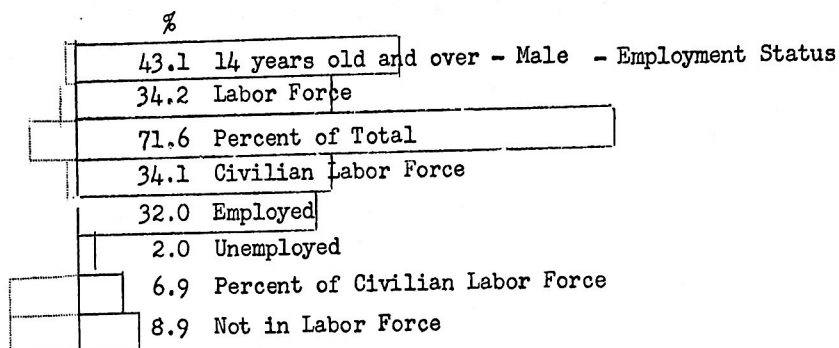 %
43.1 14 years old and over - Male - Employment Status
34.2 Labor Force
71.6 Percent of Total
34.1 Civilian Labor Force
32.0 Employed
2.0 Unemployed
6.9 Percent of Civilian Labor Force
8.9 Not in Labor Force